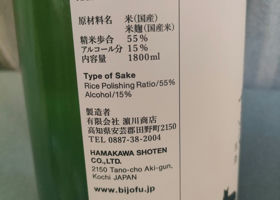 原材料名 米(国産)
米麹(国産米)
精米歩合 55%
アルコール分 15%
内容量 1800ml
Type of Sake
Rice Polishing Ratio/55%
Alcohol/15%
製造者
有限会社 濵川商店
高知県安芸郡田野町2150
TEL 0887-38-2004
HAMAKAWA SHOTEN
CO.,LTD.
2150 Tano-cho Aki-gun,
Kochi JAPAN
www.bijofu.jp